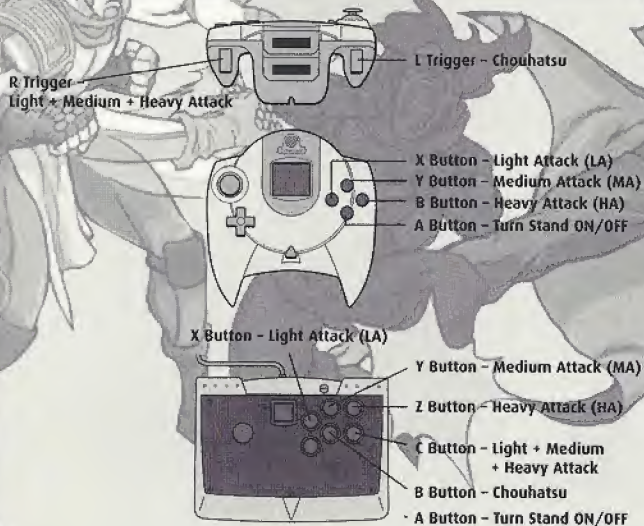 L Trigger – Chouhatsu
R Trigger –
Light + Medium + Heavy Attack
X Button – Light Attack (LA)
Y Button – Medium Attack (MA)
B Button – Heavy Attack (HA)
A Button – Turn Stand ON/OFF
X Button – Light Attack (LA)
Y Button – Medium Attack (MA)
Z Button – Heavy Attack (HA)
C Button – Light + Medium
+ Heavy Attack
B Button – Chouhatsu
A Button – Turn Stand ON/OFF